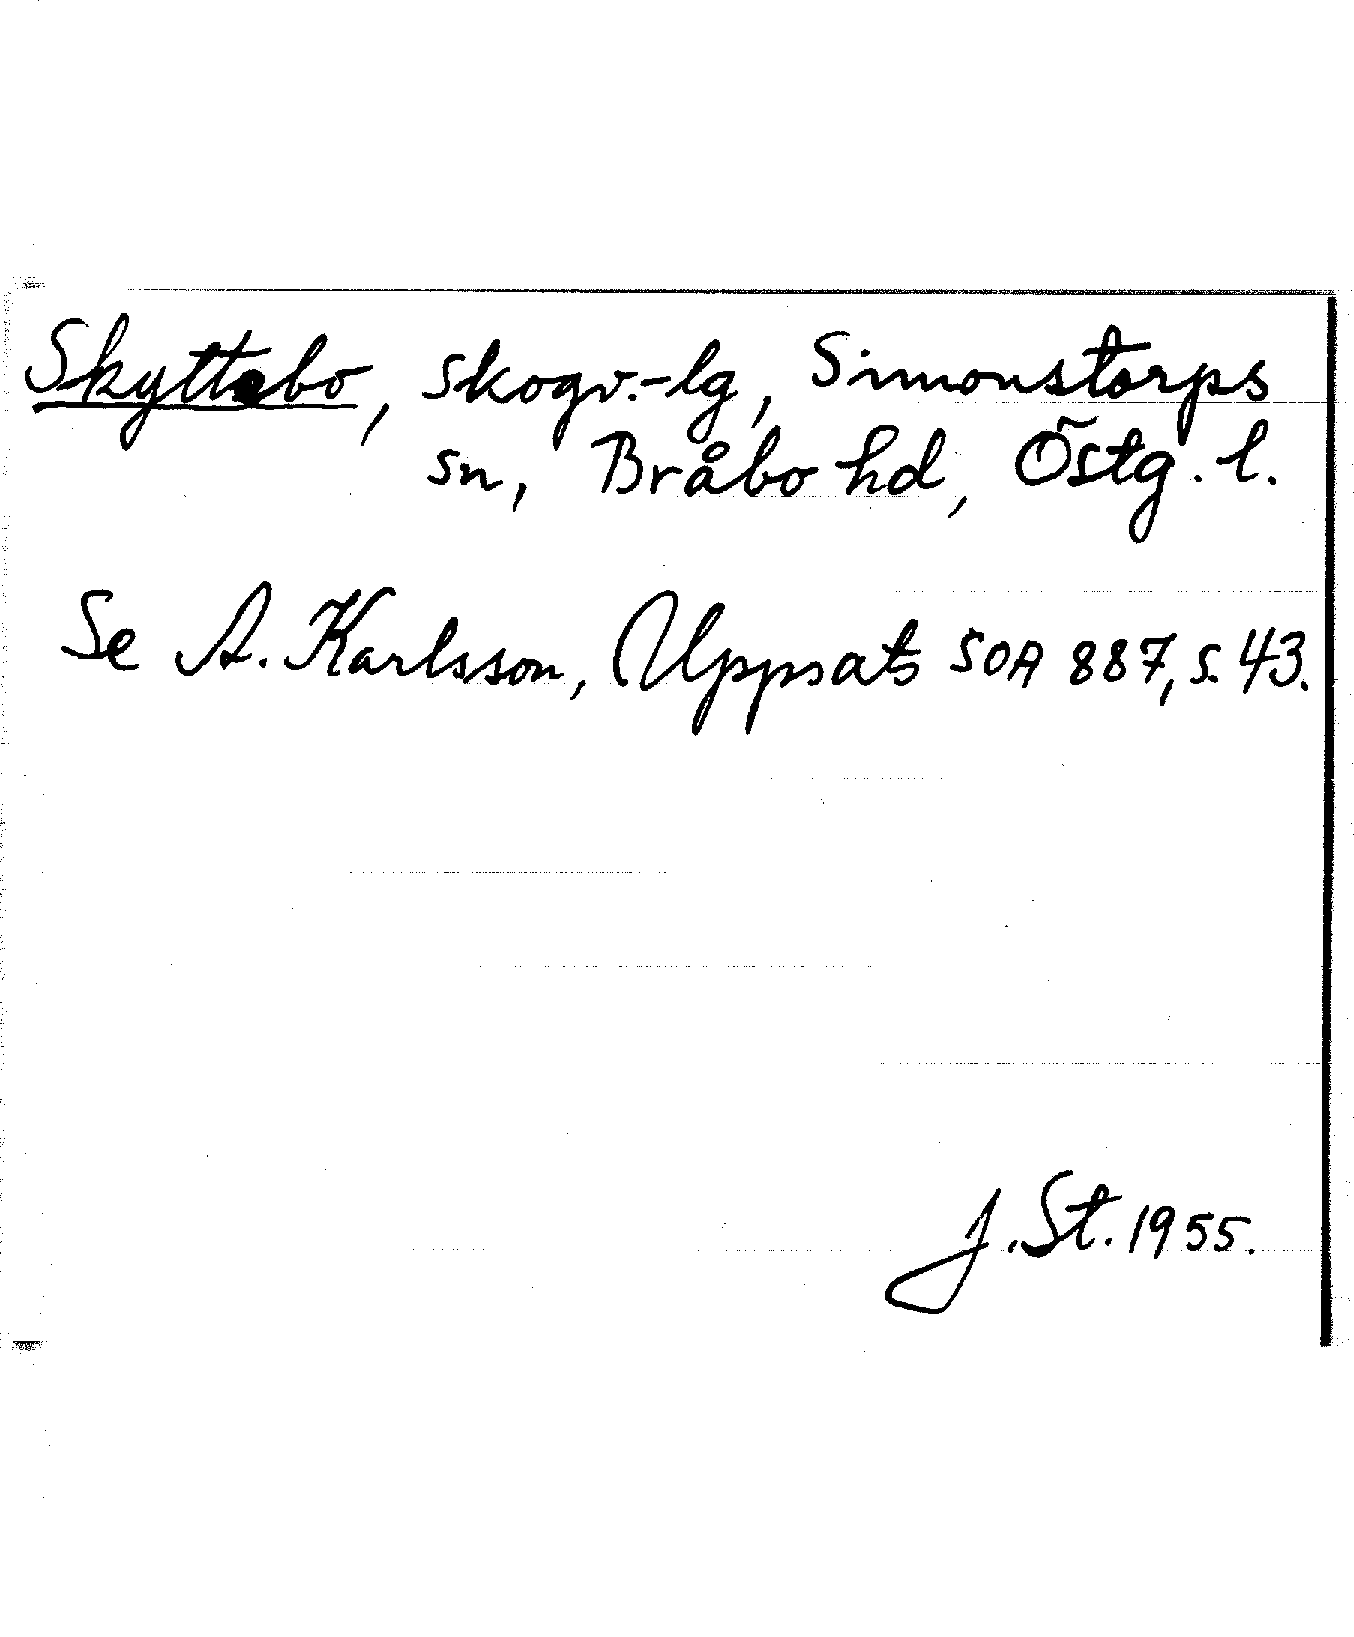 Skyttebo, skogv.-lg, Simonstorps
sn, Bråbo hd, Östg. l.
Se A. Karlsson, Uppsats SOA 887, s. 43.
J. St. 1955.